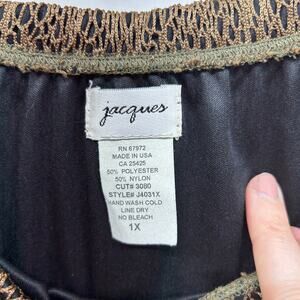 jacques
RN 67972
MADE IN USA
CA 25425
50% POLYESTER
50% NYLON
CUT# 3080
STYLE# J4031X
HAND WASH COLD
LINE DRY
NO BLEACH
1X